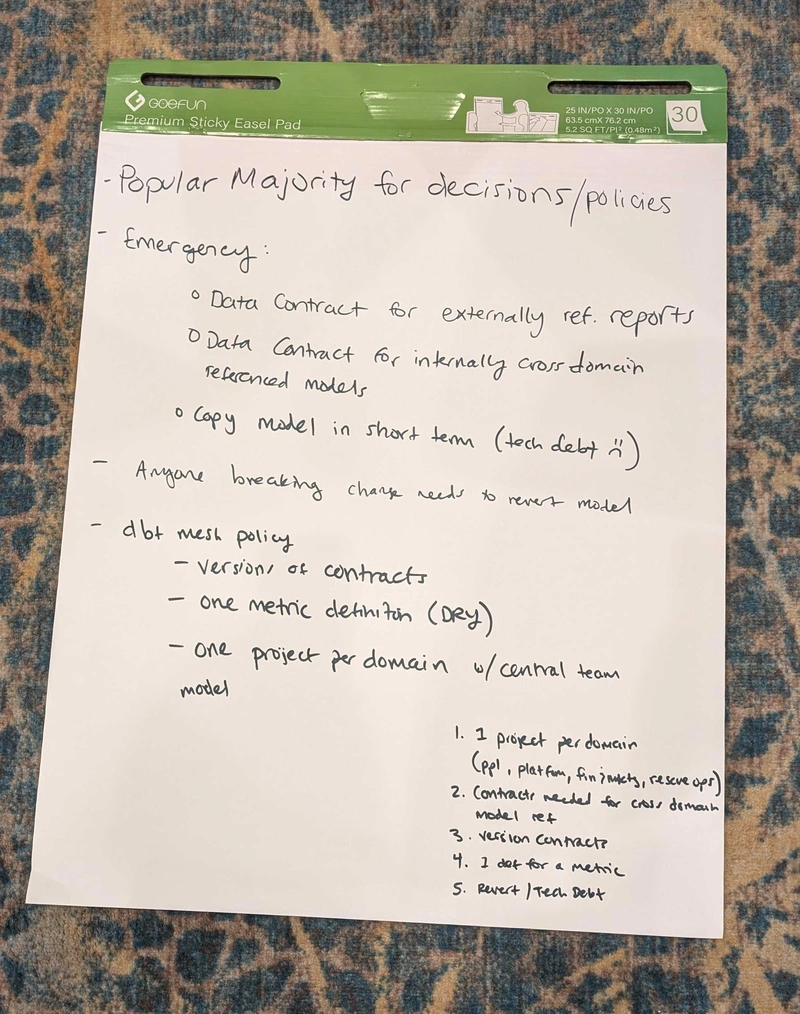 GOEFUN
Premium Sticky Easel Pad
25 IN/PO X 30 IN/PO
63.5 cmX 76.2 cm
5.2 SQ FT/PI² (0.48m²)
30
- Popular Majority for decisions/policies
- Emergency:
o Data Contract for externally ref. reports
o Data Contract for internally cross domain
referenced models
o Copy model in short term (tech debt :()
- Anyone breaking change needs to revert model
- dbt mesh policy
- versions of contracts
- one metric definiton (DRY)
- one project per domain w/central team
model
1. 1 project per domain
(ppl, platform, fin, mkts, rescue ops)
2. Contracts needed for cross domain
model ref
3. version contracts
4. 1 def for a metric
5. Revert / Tech Debt